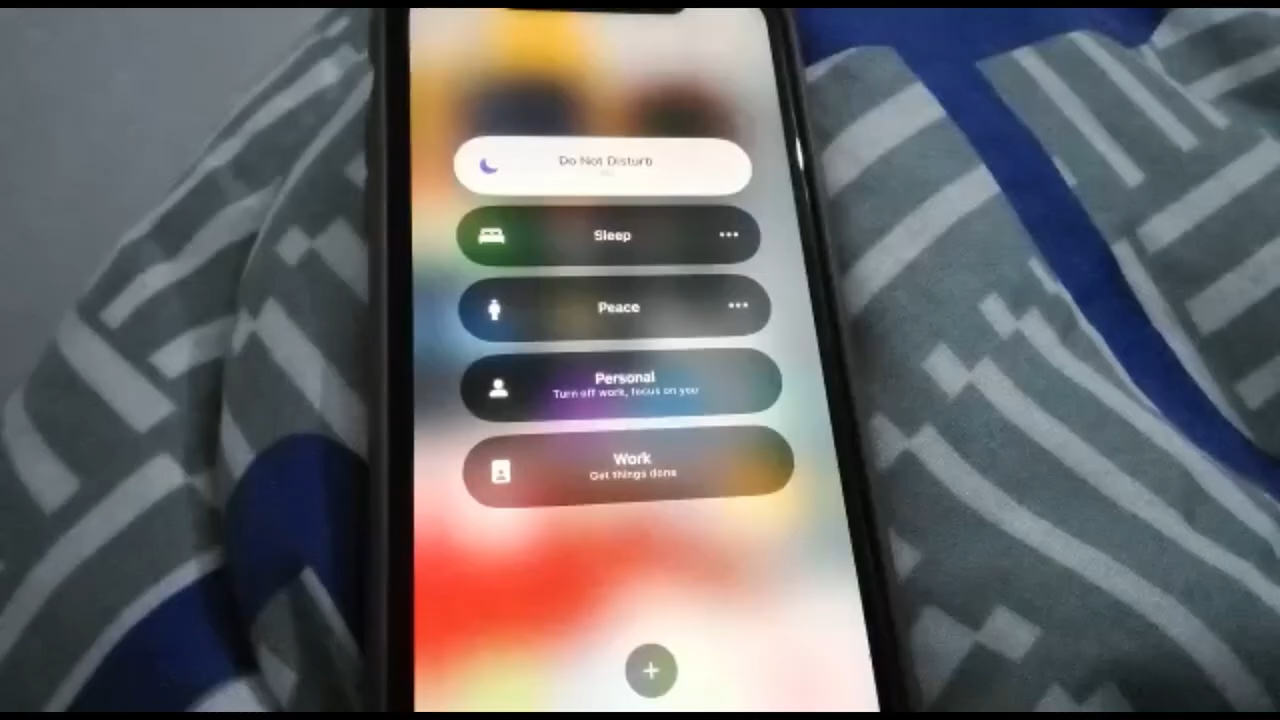 Do Not Disturb
Sleep
Peace
Personal
Turn off work, focus on you
Work
Get things done